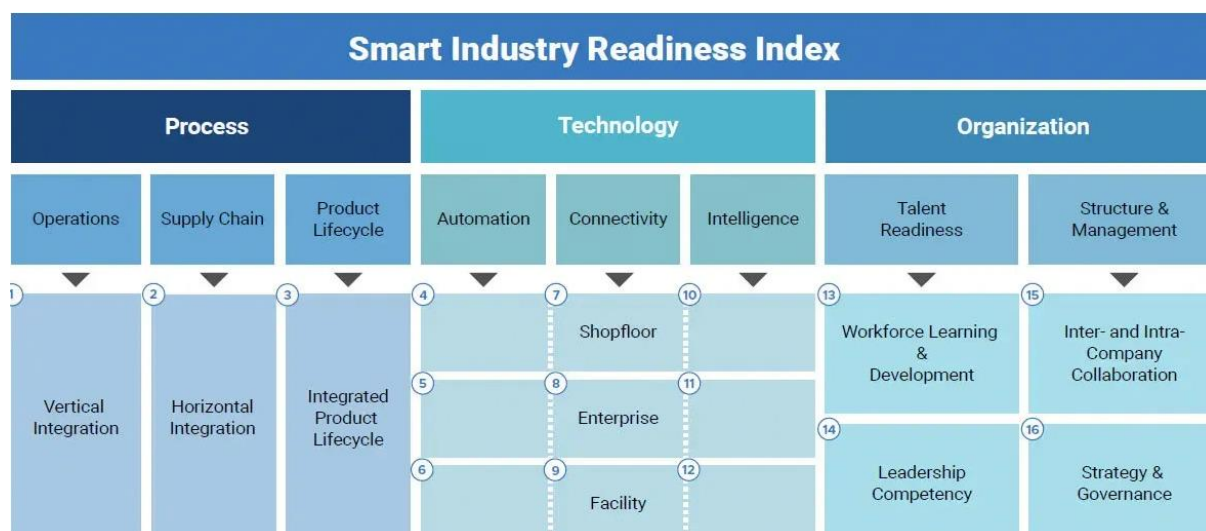 Smart Industry Readiness Index
Process
Technology
Organization
Operations
Supply Chain
Product
Lifecycle
Automation
Connectivity
Intelligence
Talent
Readiness
Structure &
Management
1
2
3
4
7
10
13
15
Vertical
Integration
Horizontal
Integration
Integrated
Product
Lifecycle
Shopfloor
5
8
11
Enterprise
6
9
12
Facility
Workforce Learning
&
Development
Inter- and Intra-
Company
Collaboration
14
16
Leadership
Competency
Strategy &
Governance